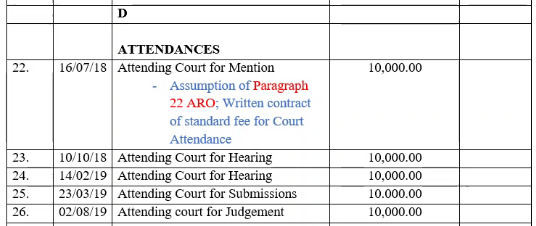 D
ATTENDANCES
22. 16/07/18 Attending Court for Mention 10,000.00
- Assumption of Paragraph
22 ARO; Written contract
of standard fee for Court
Attendance
23. 10/10/18 Attending Court for Hearing 10,000.00
24. 14/02/19 Attending Court for Hearing 10,000.00
25. 23/03/19 Attending Court for Submissions 10.000.00
26. 02/08/19 Attending court for Judgement 10,000.00